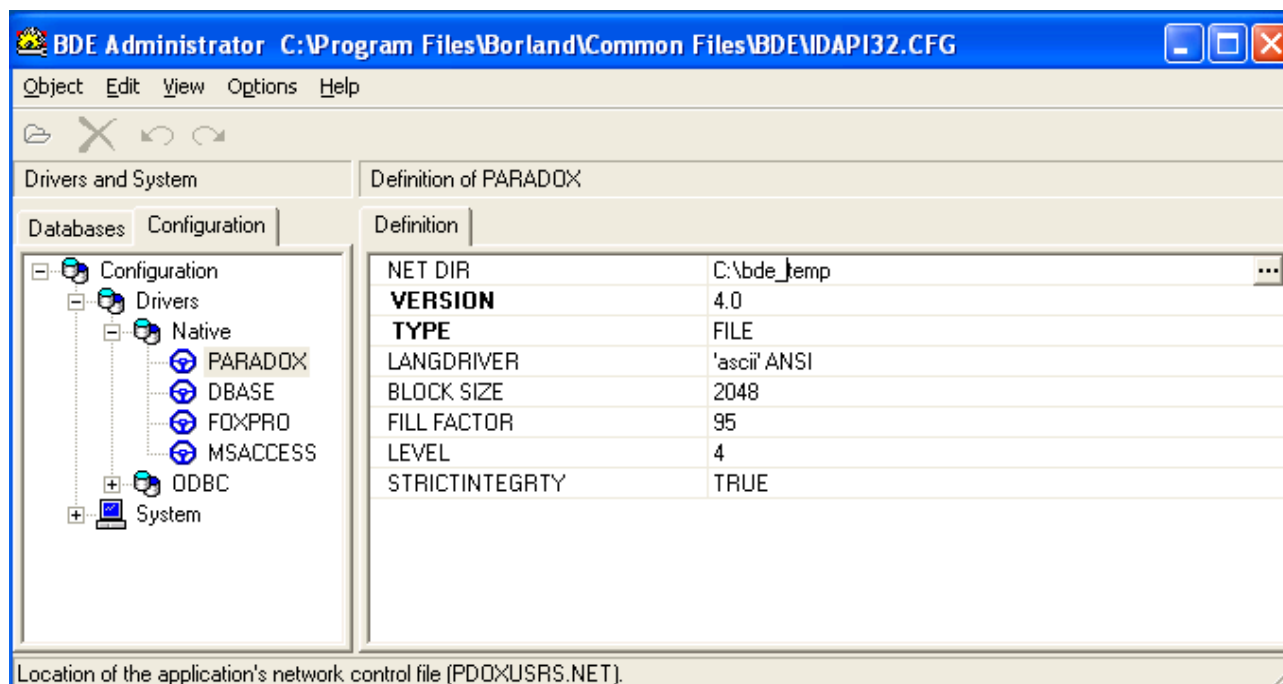 BDE Administrator C:\Program Files\Borland\Common Files\BDE\IDAPI32.CFG
Object Edit View Options Help
Drivers and System
Definition of PARADOX
Databases Configuration
Definition
Configuration
Drivers
Native
PARADOX
DBASE
FOXPRO
MSACCESS
ODBC
System
NET DIR C:\bde_temp ...
VERSION 4.0
TYPE FILE
LANGDRIVER 'ascii' ANSI
BLOCK SIZE 2048
FILL FACTOR 95
LEVEL 4
STRICTINTEGRTY TRUE
Location of the application's network control file (PDOXUSRS.NET).